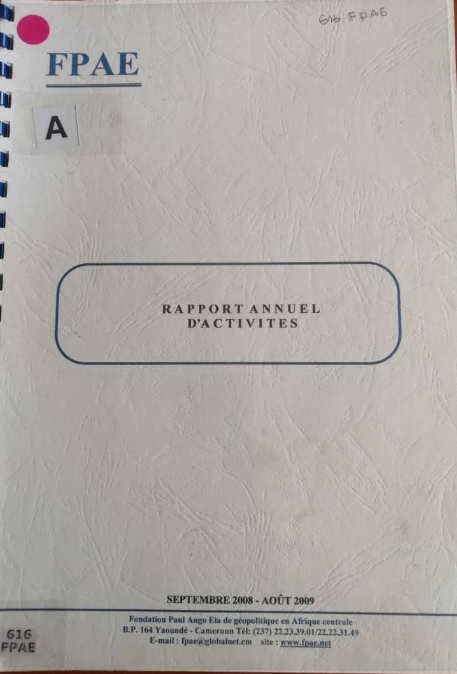 616 FPAE
FPAE
A
RAPPORT ANNUEL
D'ACTIVITES
SEPTEMBRE 2008 - AOÛT 2009
Fondation Paul Ango Ela de géopolitique en Afrique centrale
B.P. 164 Yaoundé - Cameroun Tél: (237) 22.23.39.01/22.22.31.49
E-mail : fpae@globalnet.cm site : www.fpae.net
616
FPAE